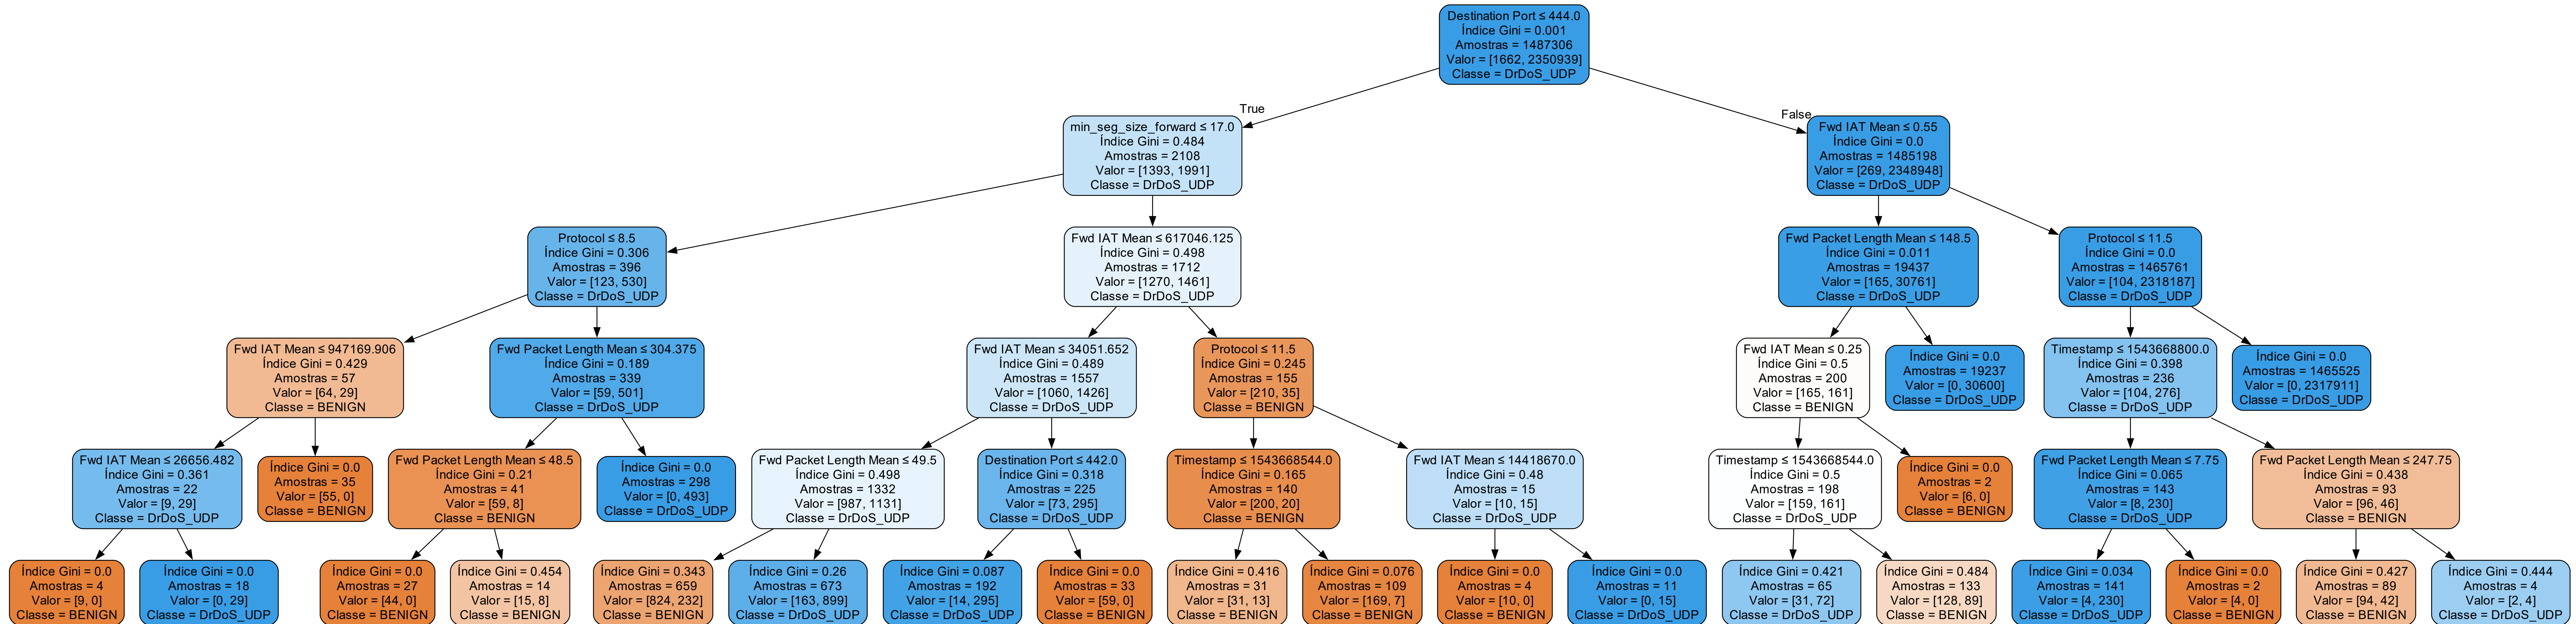 Destination Port ≤ 444.0
Índice Gini = 0.001
Amostras = 1487306
Valor = [1662, 2350939]
Classe = DrDoS_UDP
True
False
min_seg_size_forward ≤ 17.0
Índice Gini = 0.484
Amostras = 2108
Valor = [1393, 1991]
Classe = DrDoS_UDP
Fwd IAT Mean ≤ 0.55
Índice Gini = 0.0
Amostras = 1485198
Valor = [269, 2348948]
Classe = DrDoS_UDP
Protocol ≤ 8.5
Índice Gini = 0.306
Amostras = 396
Valor = [123, 530]
Classe = DrDoS_UDP
Fwd IAT Mean ≤ 617046.125
Índice Gini = 0.498
Amostras = 1712
Valor = [1270, 1461]
Classe = DrDoS_UDP
Fwd Packet Length Mean ≤ 148.5
Índice Gini = 0.011
Amostras = 19437
Valor = [165, 30761]
Classe = DrDoS_UDP
Protocol ≤ 11.5
Índice Gini = 0.0
Amostras = 1465761
Valor = [104, 2318187]
Classe = DrDoS_UDP
Fwd IAT Mean ≤ 947169.906
Índice Gini = 0.429
Amostras = 57
Valor = [64, 29]
Classe = BENIGN
Fwd Packet Length Mean ≤ 304.375
Índice Gini = 0.189
Amostras = 339
Valor = [59, 501]
Classe = DrDoS_UDP
Fwd IAT Mean ≤ 34051.652
Índice Gini = 0.489
Amostras = 1557
Valor = [1060, 1426]
Classe = DrDoS_UDP
Protocol ≤ 11.5
Índice Gini = 0.245
Amostras = 155
Valor = [210, 35]
Classe = BENIGN
Fwd IAT Mean ≤ 0.25
Índice Gini = 0.5
Amostras = 200
Valor = [165, 161]
Classe = BENIGN
Índice Gini = 0.0
Amostras = 19237
Valor = [0, 30600]
Classe = DrDoS_UDP
Timestamp ≤ 1543668800.0
Índice Gini = 0.398
Amostras = 236
Valor = [104, 276]
Classe = DrDoS_UDP
Índice Gini = 0.0
Amostras = 1465525
Valor = [0, 2317911]
Classe = DrDoS_UDP
Fwd IAT Mean ≤ 26656.482
Índice Gini = 0.361
Amostras = 22
Valor = [9, 29]
Classe = DrDoS_UDP
Índice Gini = 0.0
Amostras = 35
Valor = [55, 0]
Classe = BENIGN
Fwd Packet Length Mean ≤ 48.5
Índice Gini = 0.21
Amostras = 41
Valor = [59, 8]
Classe = BENIGN
Índice Gini = 0.0
Amostras = 298
Valor = [0, 493]
Classe = DrDoS_UDP
Fwd Packet Length Mean ≤ 49.5
Índice Gini = 0.498
Amostras = 1332
Valor = [987, 1131]
Classe = DrDoS_UDP
Destination Port ≤ 442.0
Índice Gini = 0.318
Amostras = 225
Valor = [73, 295]
Classe = DrDoS_UDP
Timestamp ≤ 1543668544.0
Índice Gini = 0.165
Amostras = 140
Valor = [200, 20]
Classe = BENIGN
Fwd IAT Mean ≤ 14418670.0
Índice Gini = 0.48
Amostras = 15
Valor = [10, 15]
Classe = DrDoS_UDP
Timestamp ≤ 1543668544.0
Índice Gini = 0.5
Amostras = 198
Valor = [159, 161]
Classe = DrDoS_UDP
Índice Gini = 0.0
Amostras = 2
Valor = [6, 0]
Classe = BENIGN
Fwd Packet Length Mean ≤ 7.75
Índice Gini = 0.065
Amostras = 143
Valor = [8, 230]
Classe = DrDoS_UDP
Fwd Packet Length Mean ≤ 247.75
Índice Gini = 0.438
Amostras = 93
Valor = [96, 46]
Classe = BENIGN
Índice Gini = 0.0
Amostras = 4
Valor = [9, 0]
Classe = BENIGN
Índice Gini = 0.0
Amostras = 18
Valor = [0, 29]
Classe = DrDoS_UDP
Índice Gini = 0.0
Amostras = 27
Valor = [44, 0]
Classe = BENIGN
Índice Gini = 0.454
Amostras = 14
Valor = [15, 8]
Classe = BENIGN
Índice Gini = 0.343
Amostras = 659
Valor = [824, 232]
Classe = BENIGN
Índice Gini = 0.26
Amostras = 673
Valor = [163, 899]
Classe = DrDoS_UDP
Índice Gini = 0.087
Amostras = 192
Valor = [14, 295]
Classe = DrDoS_UDP
Índice Gini = 0.0
Amostras = 33
Valor = [59, 0]
Classe = BENIGN
Índice Gini = 0.416
Amostras = 31
Valor = [31, 13]
Classe = BENIGN
Índice Gini = 0.076
Amostras = 109
Valor = [169, 7]
Classe = BENIGN
Índice Gini = 0.0
Amostras = 4
Valor = [10, 0]
Classe = BENIGN
Índice Gini = 0.0
Amostras = 11
Valor = [0, 15]
Classe = DrDoS_UDP
Índice Gini = 0.421
Amostras = 65
Valor = [31, 72]
Classe = DrDoS_UDP
Índice Gini = 0.484
Amostras = 133
Valor = [128, 89]
Classe = BENIGN
Índice Gini = 0.034
Amostras = 141
Valor = [4, 230]
Classe = DrDoS_UDP
Índice Gini = 0.0
Amostras = 2
Valor = [4, 0]
Classe = BENIGN
Índice Gini = 0.427
Amostras = 89
Valor = [94, 42]
Classe = BENIGN
Índice Gini = 0.444
Amostras = 4
Valor = [2, 4]
Classe = DrDoS_UDP